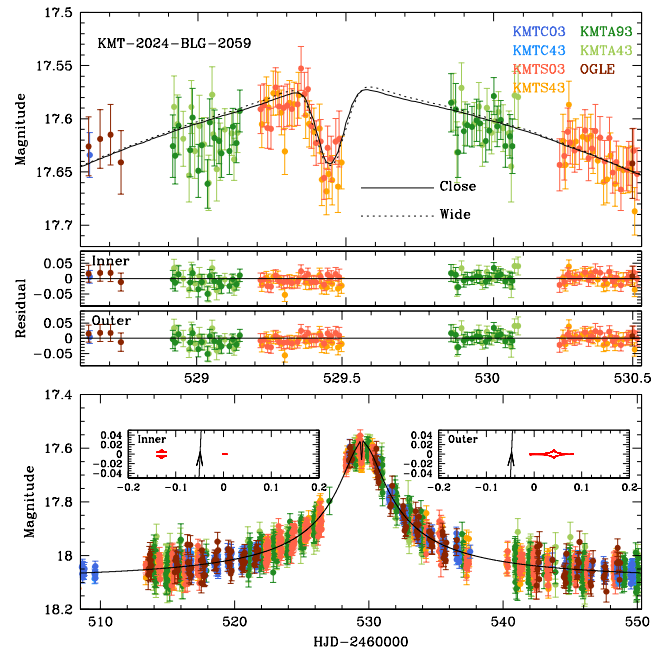 KMT-2024-BLG-2059
KMTC03 KMTA93
KMTC43 KMTA43
KMTS03 OGLE
KMTS43
17.5
17.55
17.6
17.65
17.7
Magnitude
Close
Wide
Inner
0.05
0
−0.05
Residual
Outer
0.05
0
−0.05
529 529.5 530 530.5
17.4
17.6
17.8
18
18.2
Magnitude
Inner
0.04
0.02
0
−0.02
−0.04
−0.2 −0.1 0 0.1 0.2
Outer
0.04
0.02
0
−0.02
−0.04
−0.2 −0.1 0 0.1 0.2
510 520 530 540 550
HJD−2460000